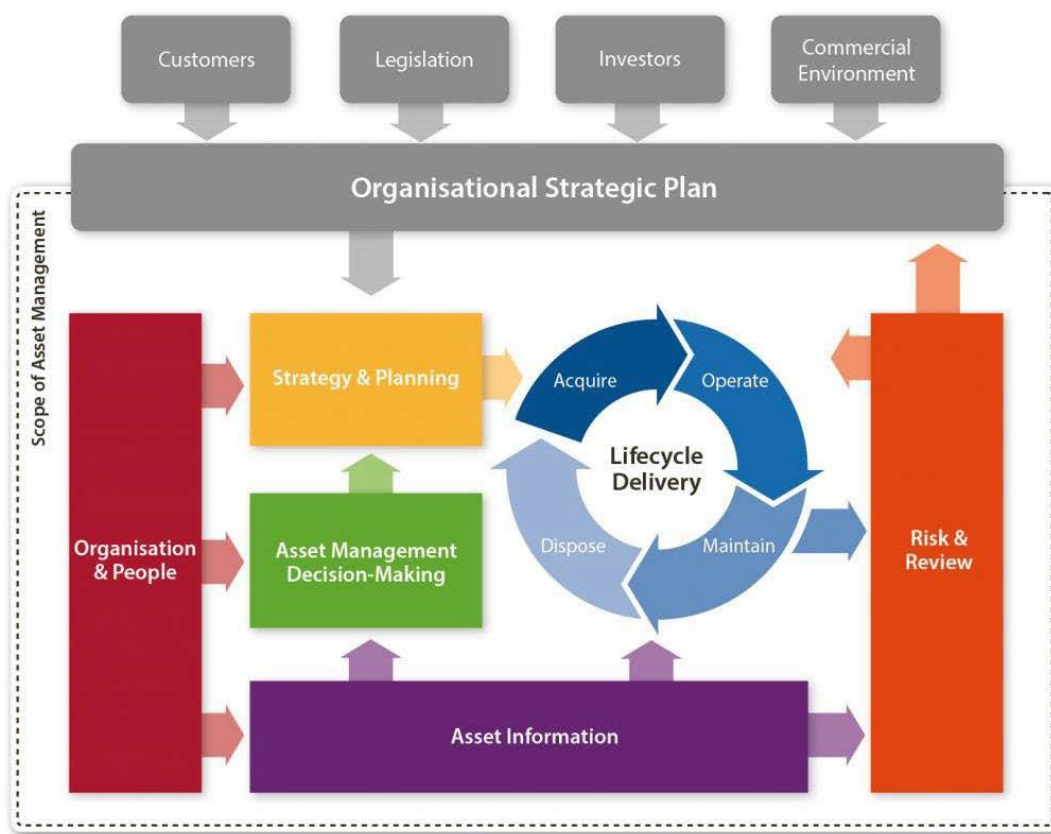 Customers
Legislation
Investors
Commercial
Environment
Organisational Strategic Plan
Scope of Asset Management
Strategy & Planning
Acquire
Operate
Lifecycle
Delivery
Organisation
& People
Asset Management
Decision-Making
Dispose
Maintain
Risk &
Review
Asset Information